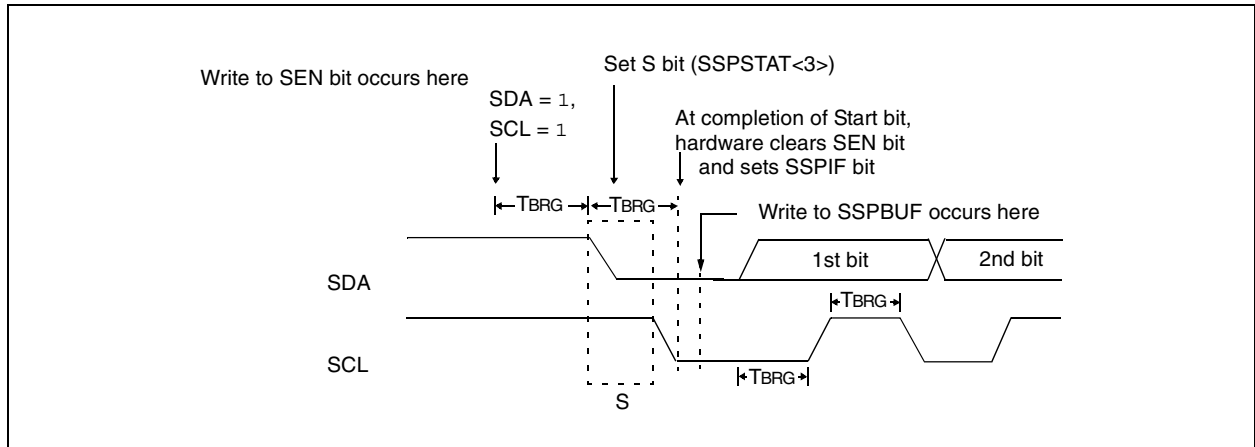 Write to SEN bit occurs here
Set S bit (SSPSTAT<3>)
SDA = 1,
SCL = 1
At completion of Start bit,
hardware clears SEN bit
and sets SSPIF bit
TBRG
TBRG
Write to SSPBUF occurs here
1st bit
2nd bit
SDA
TBRG
SCL
TBRG
S